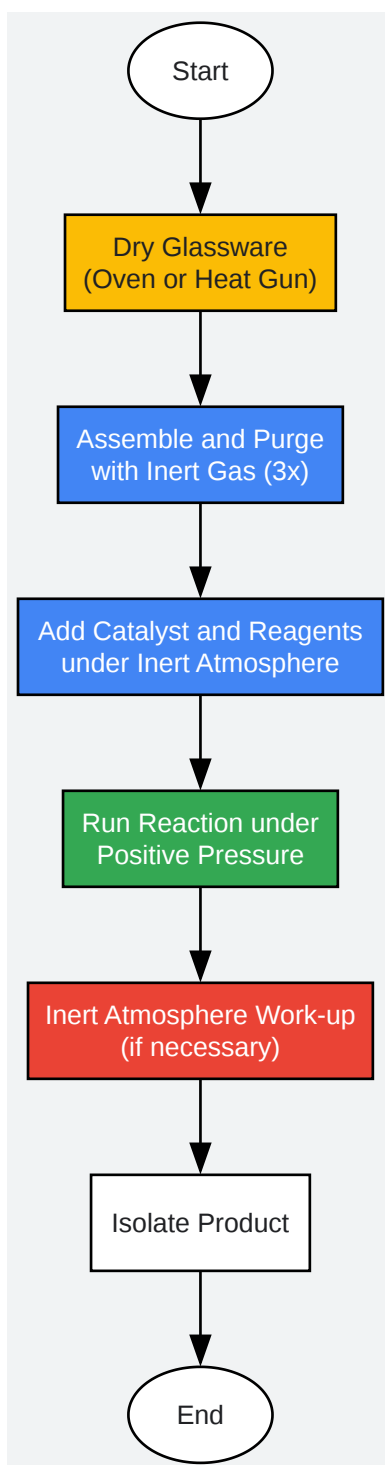 Start
Dry Glassware
(Oven or Heat Gun)
Assemble and Purge
with Inert Gas (3x)
Add Catalyst and Reagents
under Inert Atmosphere
Run Reaction under
Positive Pressure
Inert Atmosphere Work-up
(if necessary)
Isolate Product
End